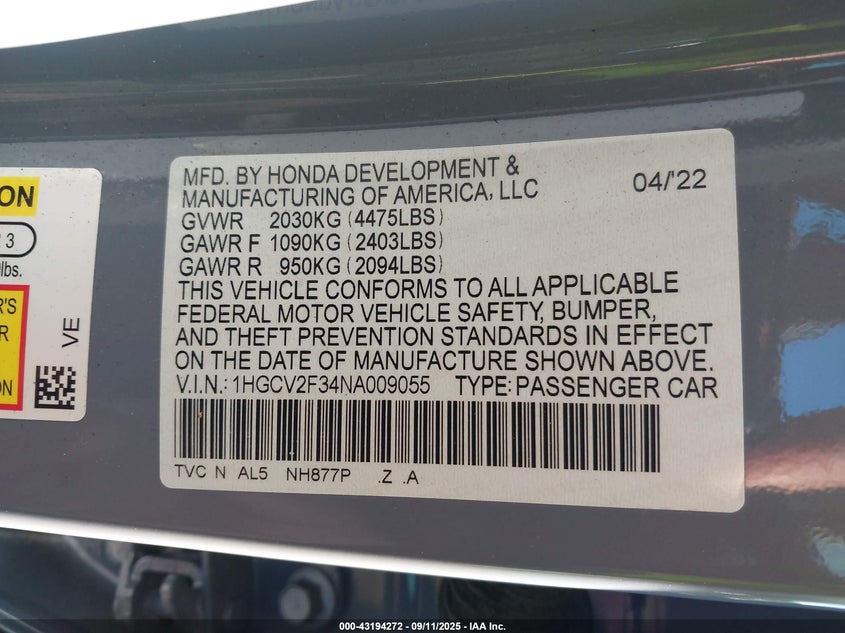 MFD. BY HONDA DEVELOPMENT &
MANUFACTURING OF AMERICA, LLC 04/'22
GVWR 2030KG (4475LBS)
GAWR F 1090KG (2403LBS)
GAWR R 950KG (2094LBS)
THIS VEHICLE CONFORMS TO ALL APPLICABLE
FEDERAL MOTOR VEHICLE SAFETY, BUMPER,
AND THEFT PREVENTION STANDARDS IN EFFECT
ON THE DATE OF MANUFACTURE SHOWN ABOVE.
V.I.N.: 1HGCV2F34NA009055 TYPE: PASSENGER CAR
TVC N AL5 NH877P .Z .A
ON
3
lbs.
R'S
R
ON
VE
000-43194272 - 09/11/2025 - IAA Inc.